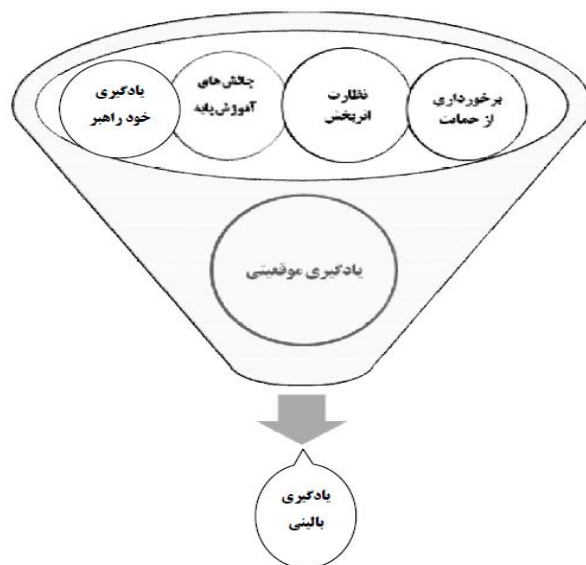 برخورداری
از حمایت
نظارت
اثربخش
چالش‌های
آموزش پایه
یادگیری
خود راهبر
یادگیری موقعیتی
یادگیری
بالینی